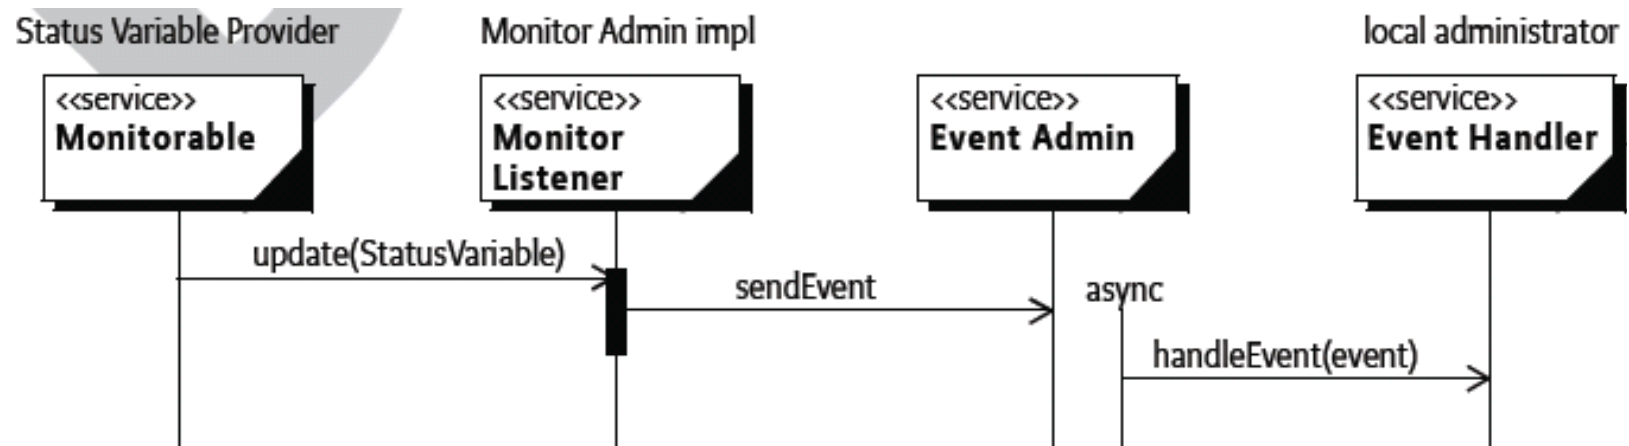 Status Variable Provider
Monitor Admin impl
local administrator
<<service>>
Monitorable
<<service>>
Monitor
Listener
<<service>>
Event Admin
<<service>>
Event Handler
update(StatusVariable)
sendEvent
async
handleEvent(event)